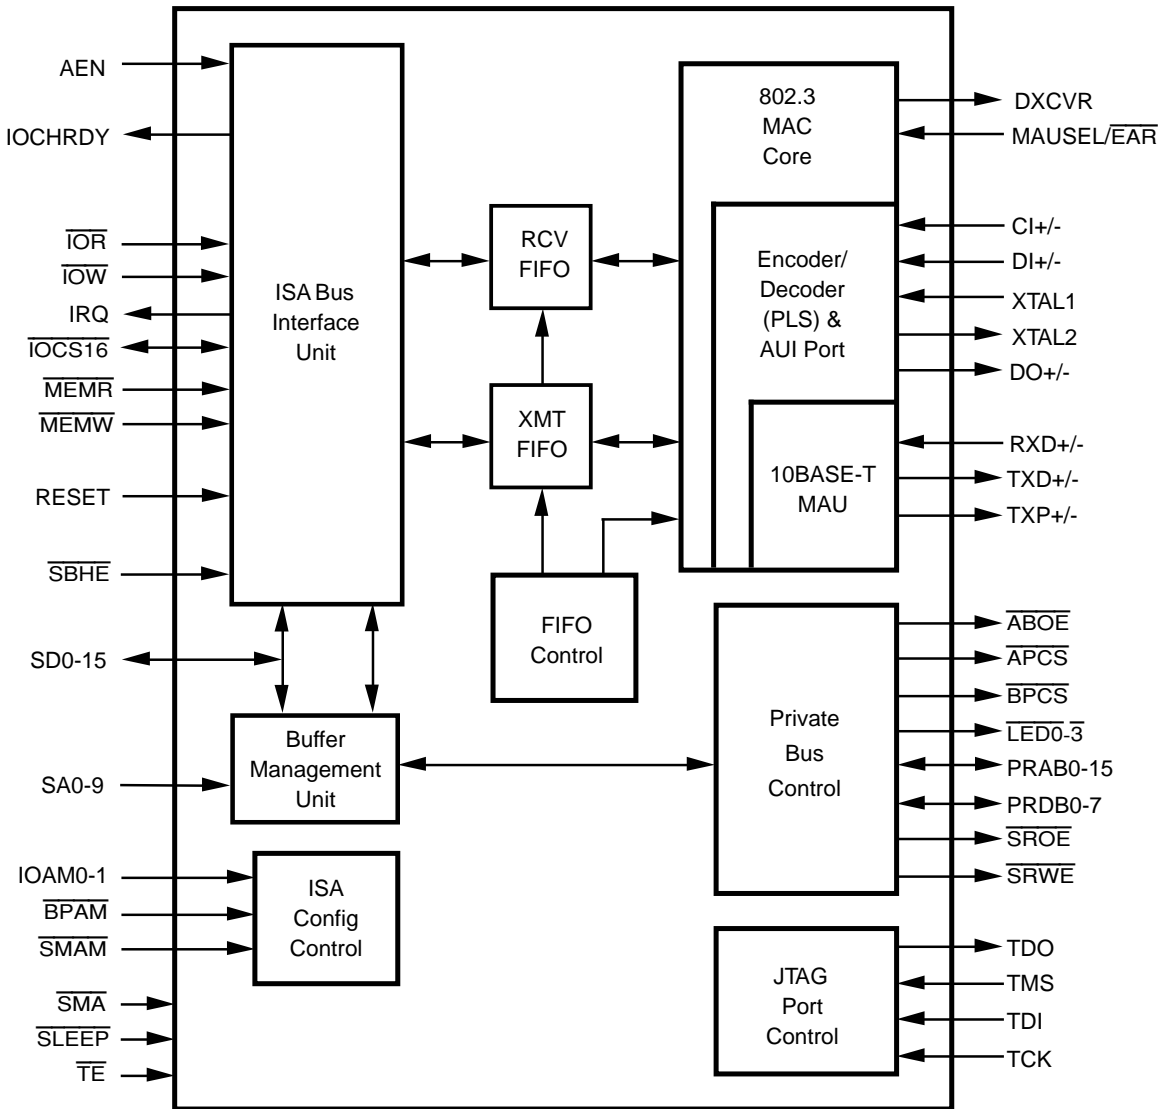 AEN
IOCHRDY
IOR
IOW
IRQ
IOCS16
MEMR
MEMW
RESET
SBHE
SD0-15
SA0-9
IOAM0-1
BPAM
SMAM
SMA
SLEEP
TE
ISA Bus
Interface
Unit
Buffer
Management
Unit
ISA
Config
Control
RCV
FIFO
XMT
FIFO
FIFO
Control
802.3
MAC
Core
Encoder/
Decoder
(PLS) &
AUI Port
10BASE-T
MAU
Private
Bus
Control
JTAG
Port
Control
DXCVR
MAUSEL/EAR
CI+/-
DI+/-
XTAL1
XTAL2
DO+/-
RXD+/-
TXD+/-
TXP+/-
ABOE
APCS
BPCS
LED0-3
PRAB0-15
PRDB0-7
SROE
SRWE
TDO
TMS
TDI
TCK